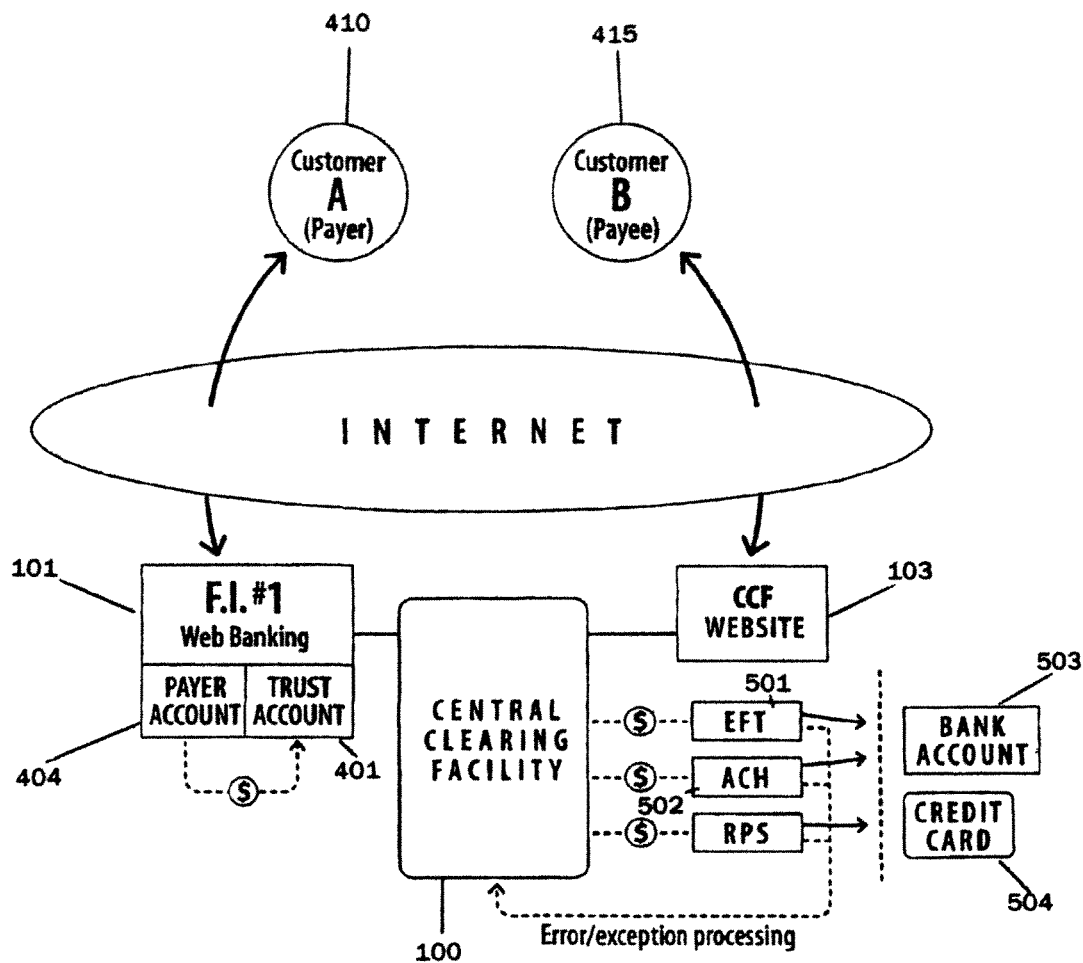 410
415
Customer
A
(Payer)
Customer
B
(Payee)
INTERNET
101
F.I.#1
Web Banking
PAYER
ACCOUNT
TRUST
ACCOUNT
404
401
$
CENTRAL
CLEARING
FACILITY
100
CCF
WEBSITE
103
501
$
EFT
502
$
ACH
$
RPS
503
BANK
ACCOUNT
CREDIT
CARD
504
Error/exception processing